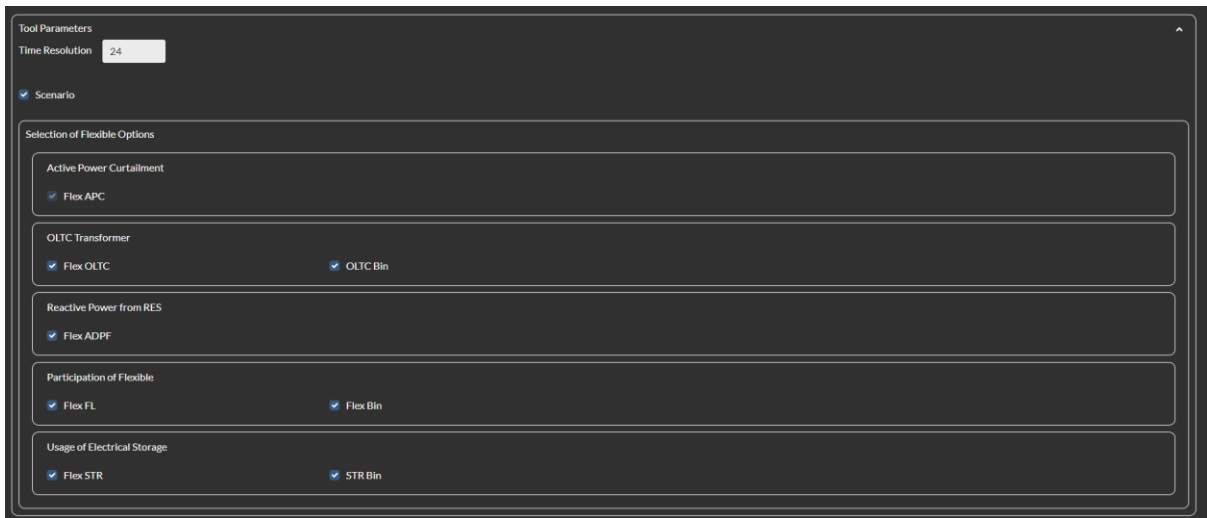 Tool Parameters
Time Resolution 24
Scenario
Selection of Flexible Options
Active Power Curtailment
Flex APC
OLTC Transformer
Flex OLTC OLTC Bin
Reactive Power from RES
Flex ADPF
Participation of Flexible
Flex FL Flex Bin
Usage of Electrical Storage
Flex STR STR Bin